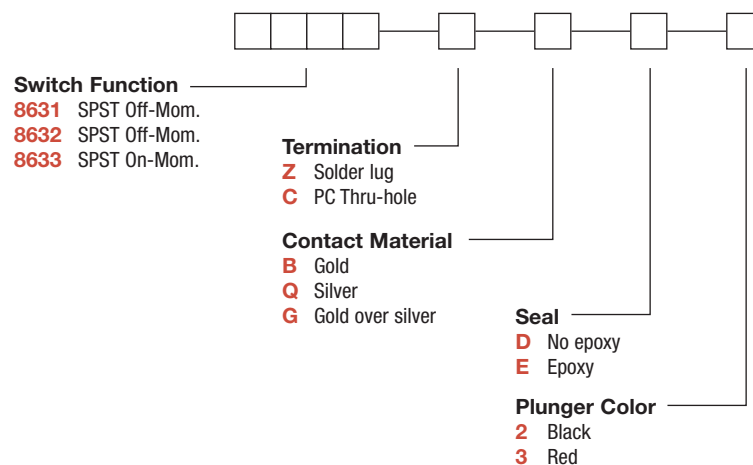 Switch Function
8631 SPST Off-Mom.
8632 SPST Off-Mom.
8633 SPST On-Mom.
Termination
Z Solder lug
C PC Thru-hole
Contact Material
B Gold
Q Silver
G Gold over silver
Seal
D No epoxy
E Epoxy
Plunger Color
2 Black
3 Red